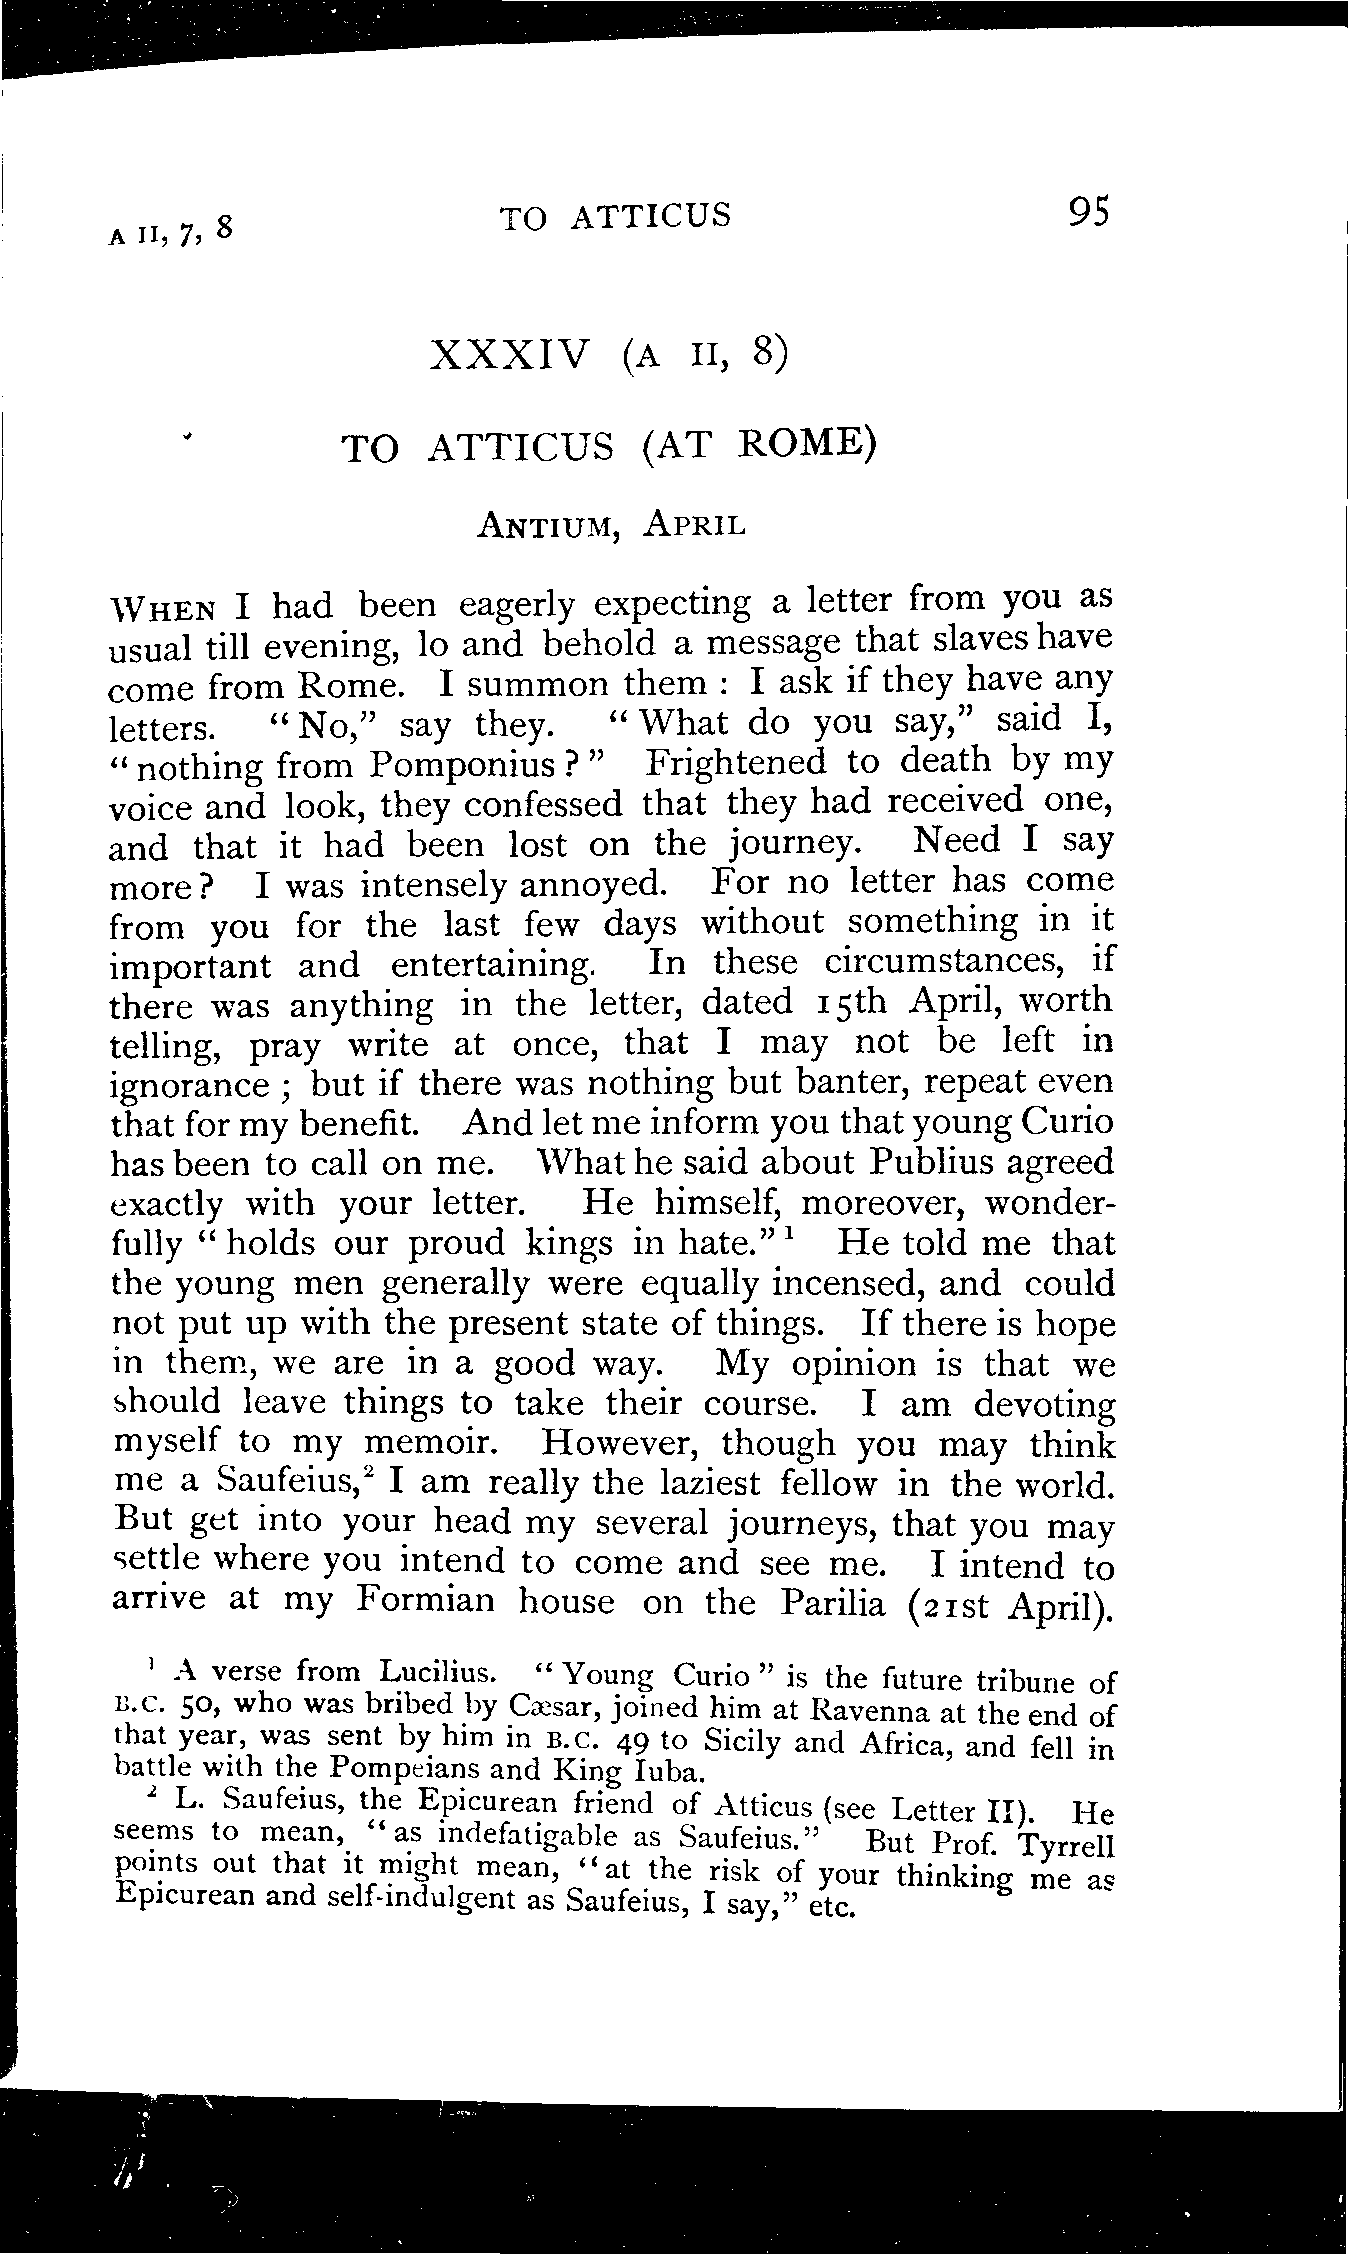 A II, 7, 8 TO ATTICUS 95
XXXIV (A II, 8)
TO ATTICUS (AT ROME)
ANTIUM, APRIL
WHEN I had been eagerly expecting a letter from you as
usual till evening, lo and behold a message that slaves have
come from Rome. I summon them : I ask if they have any
letters. “ No,” say they. “ What do you say,” said I,
“ nothing from Pomponius ? ” Frightened to death by my
voice and look, they confessed that they had received one,
and that it had been lost on the journey. Need I say
more ? I was intensely annoyed. For no letter has come
from you for the last few days without something in it
important and entertaining. In these circumstances, if
there was anything in the letter, dated 15th April, worth
telling, pray write at once, that I may not be left in
ignorance ; but if there was nothing but banter, repeat even
that for my benefit. And let me inform you that young Curio
has been to call on me. What he said about Publius agreed
exactly with your letter. He himself, moreover, wonder-
fully “ holds our proud kings in hate.” ¹ He told me that
the young men generally were equally incensed, and could
not put up with the present state of things. If there is hope
in them, we are in a good way. My opinion is that we
should leave things to take their course. I am devoting
myself to my memoir. However, though you may think
me a Saufeius,² I am really the laziest fellow in the world.
But get into your head my several journeys, that you may
settle where you intend to come and see me. I intend to
arrive at my Formian house on the Parilia (21st April).
¹ A verse from Lucilius. “ Young Curio ” is the future tribune of
B.C. 50, who was bribed by Cæsar, joined him at Ravenna at the end of
that year, was sent by him in B.C. 49 to Sicily and Africa, and fell in
battle with the Pompeians and King Iuba.
² L. Saufeius, the Epicurean friend of Atticus (see Letter II). He
seems to mean, “ as indefatigable as Saufeius.” But Prof. Tyrrell
points out that it might mean, “ at the risk of your thinking me as
Epicurean and self-indulgent as Saufeius, I say,” etc.